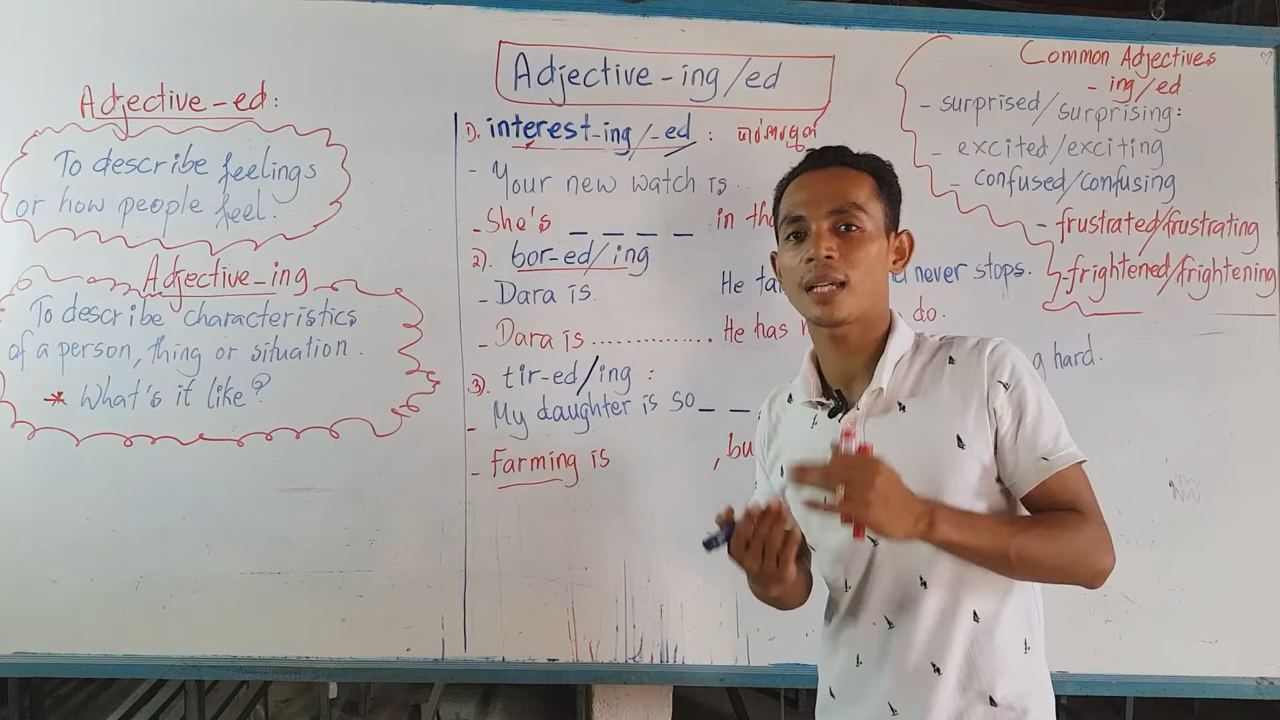 Adjective-ed:
To describe feelings
or how people feel.
Adjective-ing
To describe characteristics
of a person, thing or situation.
* What's it like?
Adjective-ing/ed
1). interest-ing/-ed :
- Your new watch is ..
- She's _ _ _ _ in the
2). bor-ed/ing
- Dara is. He never stops.
- Dara is .............. He has do.
3). tir-ed/ing :
- My daughter is so _ _ g hard.
- Farming is ,bu
Common Adjectives
- ing/ed
- surprised/surprising:
- excited/exciting
- confused/confusing
- frustrated/frustrating
- frightened/frightening